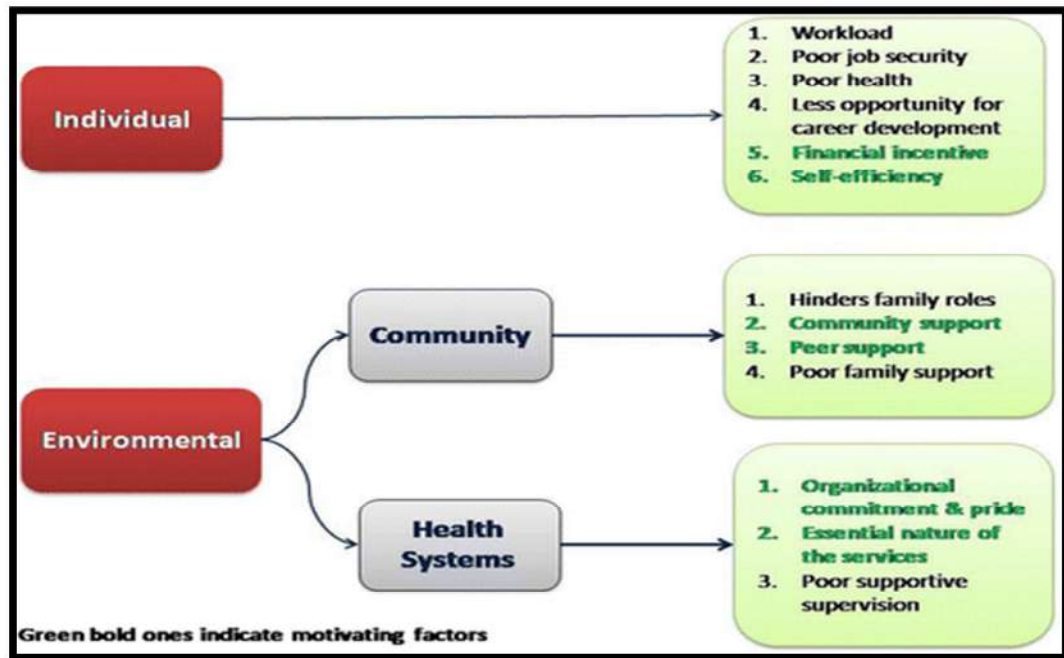 Individual
1. Workload
2. Poor job security
3. Poor health
4. Less opportunity for
career development
5. Financial incentive
6. Self-efficiency
Environmental
Community
1. Hinders family roles
2. Community support
3. Peer support
4. Poor family support
Health
Systems
1. Organizational
commitment & pride
2. Essential nature of
the services
3. Poor supportive
supervision
Green bold ones indicate motivating factors